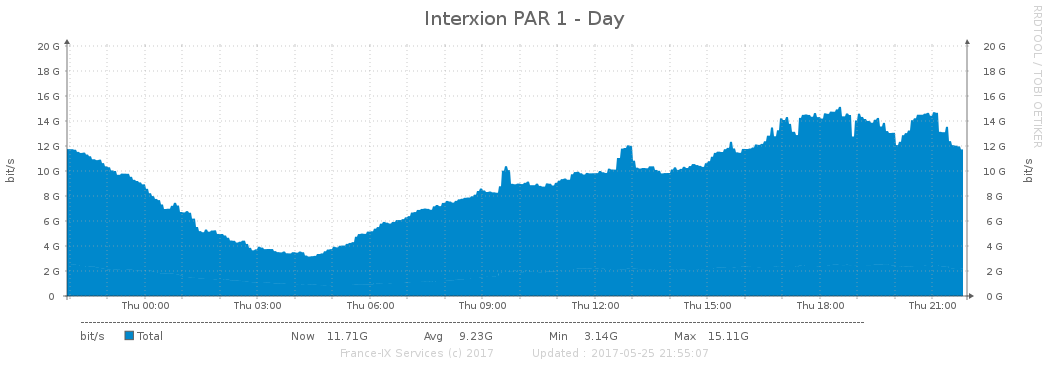 Interxion PAR 1 - Day
RRDTOOL / TOBI OETIKER
bit/s
20 G 20 G
18 G 18 G
16 G 16 G
14 G 14 G
12 G 12 G
10 G 10 G
8 G 8 G
6 G 6 G
4 G 4 G
2 G 2 G
0 0 G
bit/s
Thu 00:00 Thu 03:00 Thu 06:00 Thu 09:00 Thu 12:00 Thu 15:00 Thu 18:00 Thu 21:00
bit/s Total Now 11.71G Avg 9.23G Min 3.14G Max 15.11G
France-IX Services (c) 2017 Updated : 2017-05-25 21:55:07